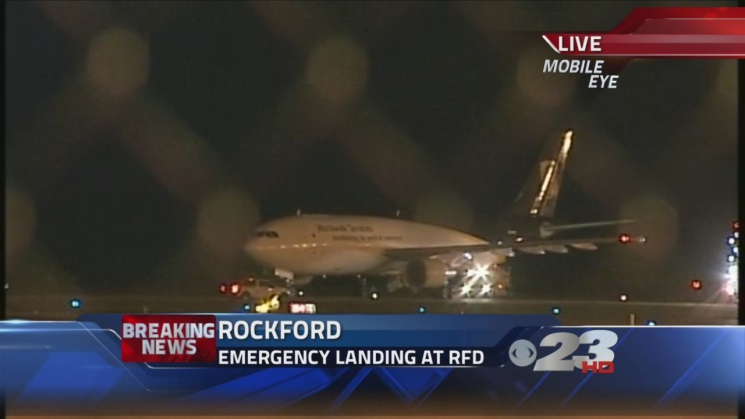 LIVE
MOBILE
EYE
BREAKING
NEWS
ROCKFORD
EMERGENCY LANDING AT RFD
23
HD